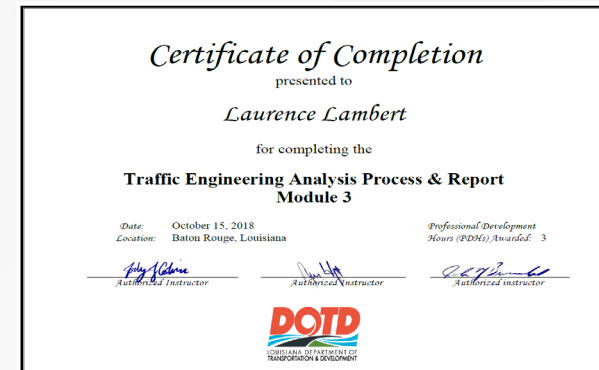 Certificate of Completion
presented to
Laurence Lambert
for completing the
Traffic Engineering Analysis Process & Report
Module 3
Date: October 15, 2018
Location: Baton Rouge, Louisiana
Professional Development
Hours (PDHs) Awarded: 3
Authorized Instructor
Authorized Instructor
Authorized instructor
DOTD
LOUISIANA DEPARTMENT OF
TRANSPORTATION & DEVELOPMENT